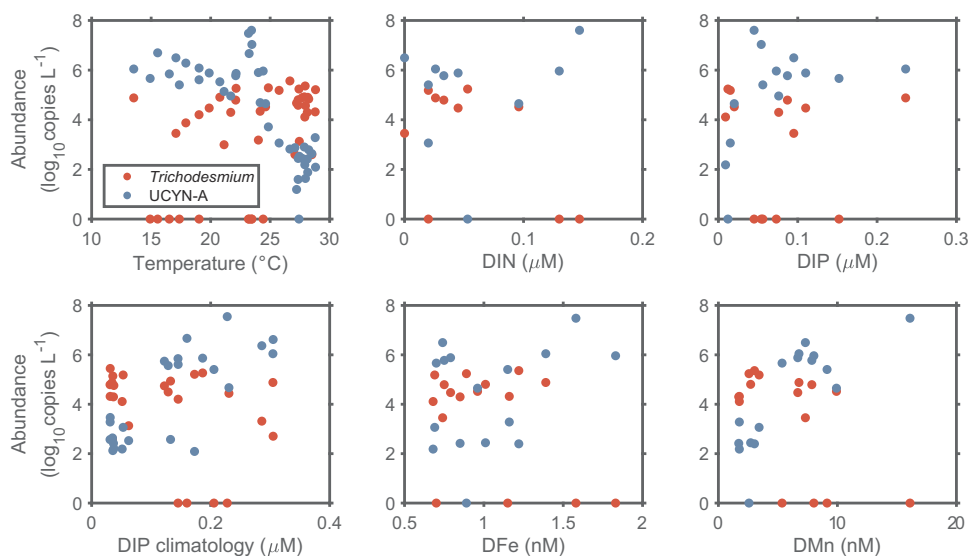 Abundance
(log₁₀copies L⁻¹)
8
6
4
2
0
Trichodesmium
UCYN-A
10 15 20 25 30
Temperature (°C)
8
6
4
2
0
0 0.1 0.2
DIN (μM)
8
6
4
2
0
0 0.1 0.2 0.3
DIP (μM)
Abundance
(log₁₀copies L⁻¹)
8
6
4
2
0
0 0.2 0.4
DIP climatology (μM)
8
6
4
2
0
0.5 1 1.5 2
DFe (nM)
8
6
4
2
0
0 10 20
DMn (nM)